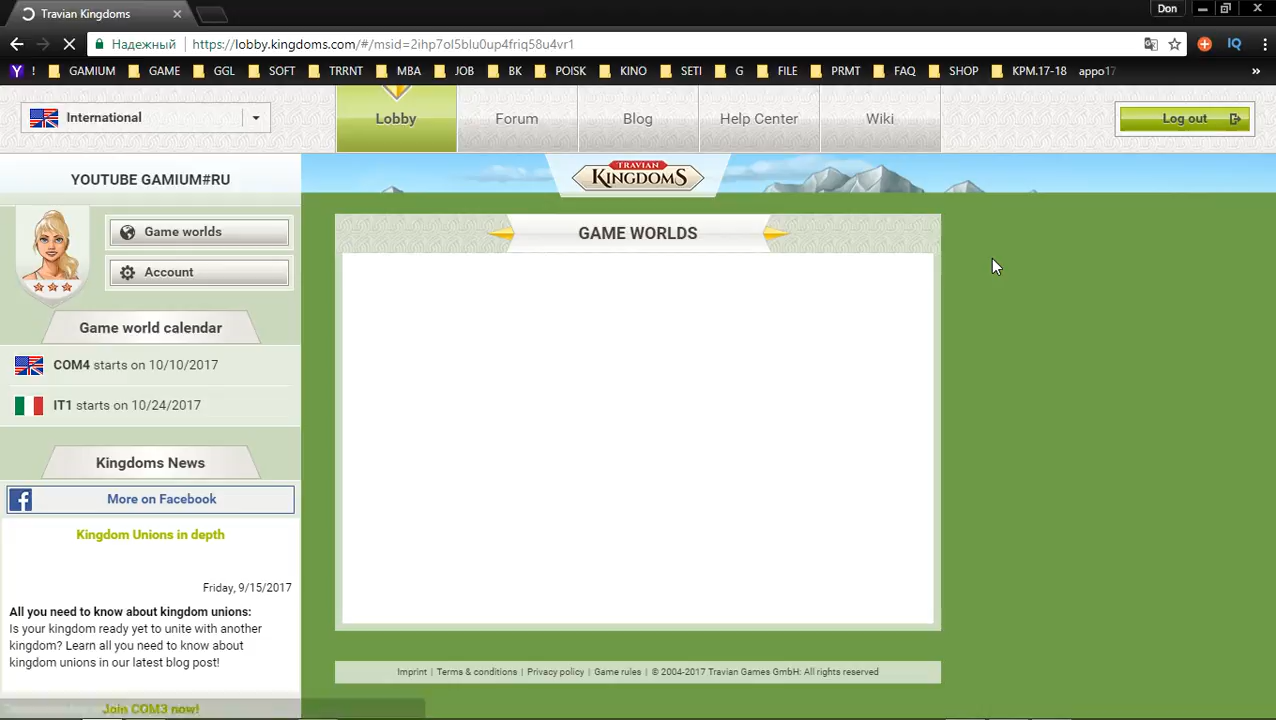 Travian Kingdoms
Don
Надежный
https://lobby.kingdoms.com/#/msid=2ihp7ol5blu0up4friq58u4vr1
! GAMIUM GAME GGL SOFT TRRNT MBA JOB BK POISK KINO SETI G FILE PRMT FAQ SHOP KPM.17-18 appo17 »
International
Lobby
Forum
Blog
Help Center
Wiki
Log out
TRAVIAN
KINGDOMS
YOUTUBE GAMIUM#RU
Game worlds
Account
Game world calendar
COM4 starts on 10/10/2017
IT1 starts on 10/24/2017
Kingdoms News
More on Facebook
Kingdom Unions in depth
Friday, 9/15/2017
All you need to know about kingdom unions:
Is your kingdom ready yet to unite with another
kingdom? Learn all you need to know about
kingdom unions in our latest blog post!
Join COM3 now!
GAME WORLDS
Imprint | Terms & conditions | Privacy policy | Game rules | © 2004-2017 Travian Games GmbH: All rights reserved